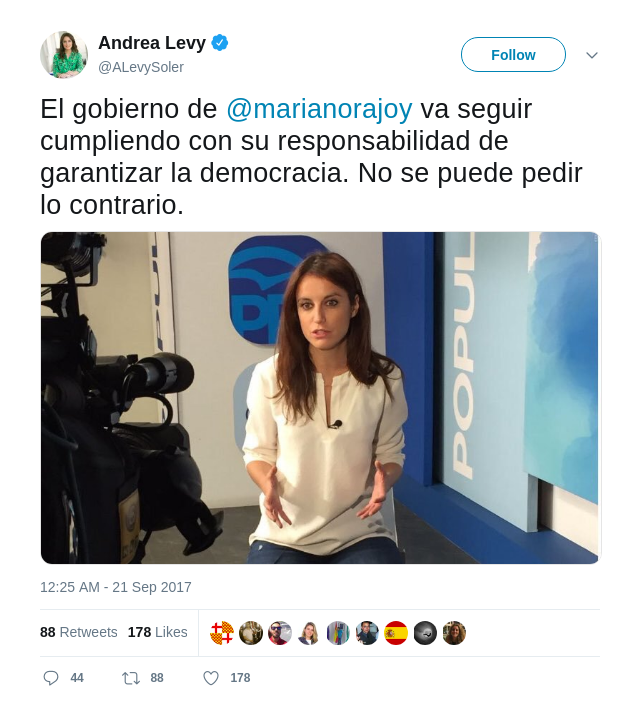 Andrea Levy
@ALevySoler
Follow
El gobierno de @marianorajoy va seguir
cumpliendo con su responsabilidad de
garantizar la democracia. No se puede pedir
lo contrario.
PP
POPUL
12:25 AM - 21 Sep 2017
88 Retweets 178 Likes
44 88 178